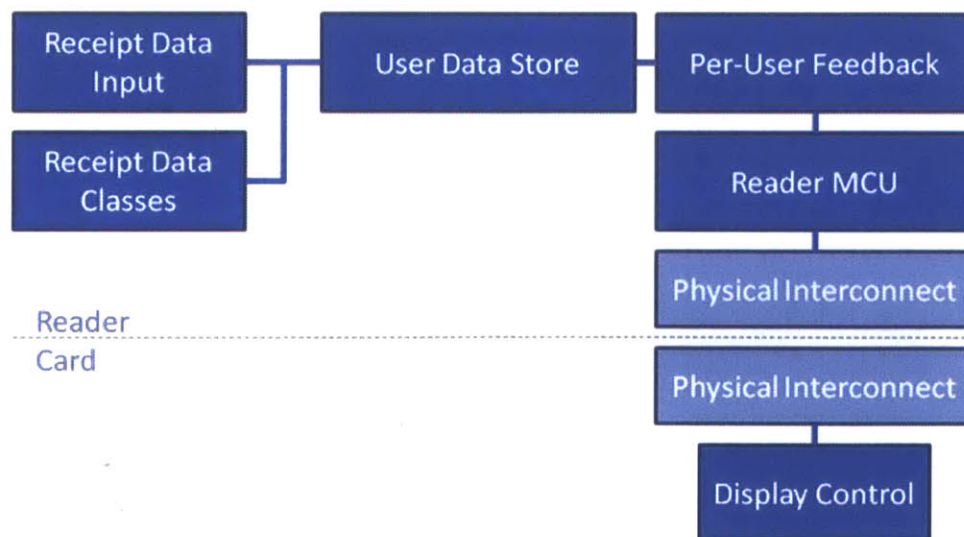 Receipt Data
Input
User Data Store
Per-User Feedback
Receipt Data
Classes
Reader MCU
Physical Interconnect
Reader
Card
Physical Interconnect
Display Control